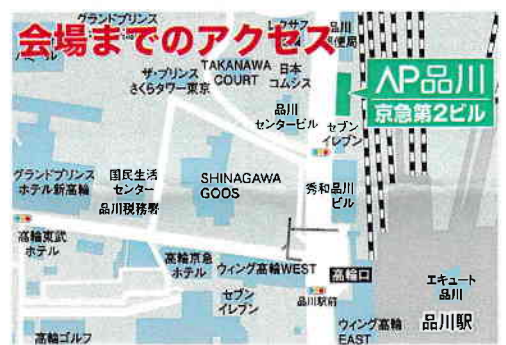 会場までのアクセス
グランドプリンス
レクサス
品川
郵便局
ザ・プリンス
さくらタワー東京
TAKANAWA
COURT
日本
コムシス
AP品川
京急第2ビル
品川
センタービル
セブン
イレブン
グランドプリンス
ホテル新高輪
国民生活
センター
品川税務署
SHINAGAWA
GOOS
秀和品川
ビル
高輪東武
ホテル
高輪京急
ホテル
ウィング高輪WEST
高輪口
エキュート
品川
セブン
イレブン
品川駅前
ウィング高輪
EAST
品川駅
高輪ゴルフ